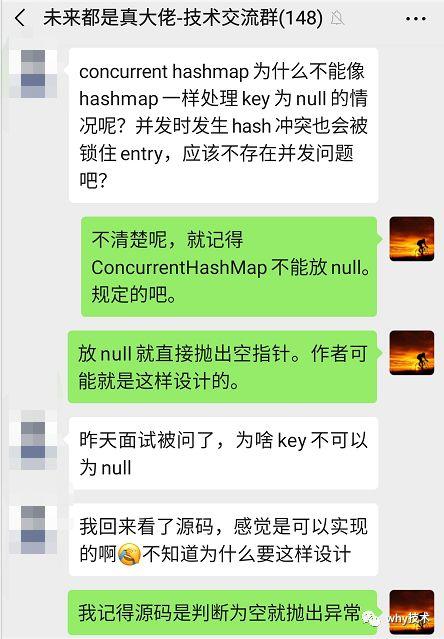 未来都是真大佬-技术交流群(148)
concurrent hashmap 为什么不能像
hashmap 一样处理 key 为 null 的情
况呢？并发时发生 hash 冲突也会被
锁住 entry，应该不存在并发问题
吧？
不清楚呢，就记得
ConcurrentHashMap 不能放 null。
规定的吧。
放 null 就直接抛出空指针。作者可
能就是这样设计的。
昨天面试被问了，为啥 key 不可以
为 null
我回来看了源码，感觉是可以实现
的啊🤣不知道为什么要这样设计
我记得源码是判断为空就抛出异常
why技术